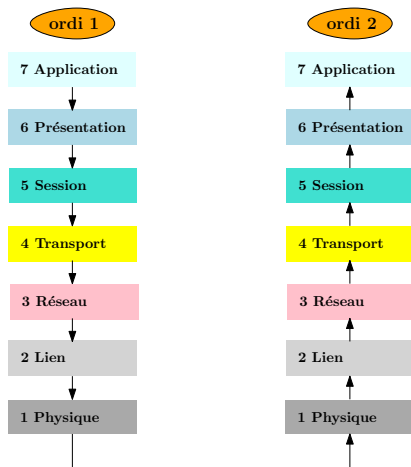 ordi 1
7 Application
6 Présentation
5 Session
4 Transport
3 Réseau
2 Lien
1 Physique
ordi 2
7 Application
6 Présentation
5 Session
4 Transport
3 Réseau
2 Lien
1 Physique